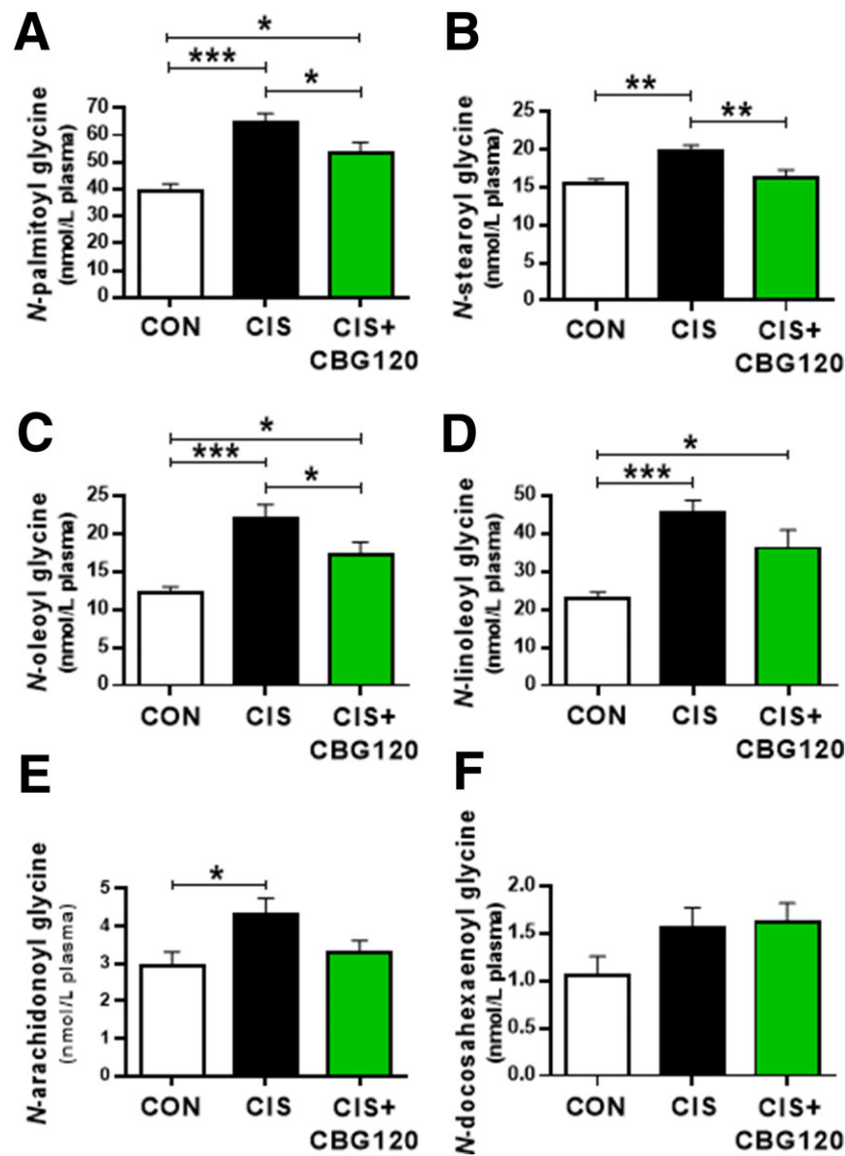 A
*
***
*
N-palmitoyl glycine
(nmol/L plasma)
70
60
50
40
30
20
10
0
CON
CIS
CIS+
CBG120
B
**
**
N-stearoyl glycine
(nmol/L plasma)
25
20
15
10
5
0
CON
CIS
CIS+
CBG120
C
*
***
*
N-oleoyl glycine
(nmol/L plasma)
25
20
15
10
5
0
CON
CIS
CIS+
CBG120
D
*
***
N-linoleoyl glycine
(nmol/L plasma)
50
40
30
20
10
0
CON
CIS
CIS+
CBG120
E
*
N-arachidonoyl glycine
(nmol/L plasma)
5
4
3
2
1
0
CON
CIS
CIS+
CBG120
F
N-docosahexaenoyl glycine
(nmol/L plasma)
2.0
1.5
1.0
0.5
0.0
CON
CIS
CIS+
CBG120